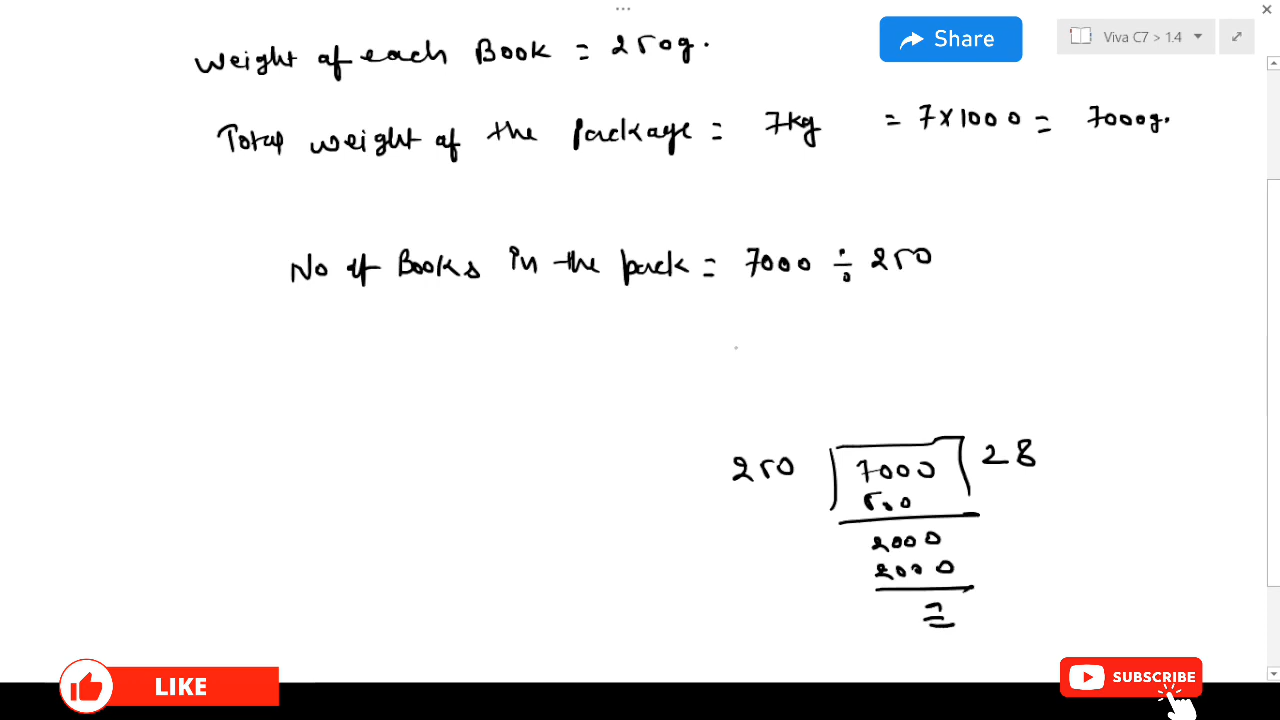 Share
Viva C7 > 1.4
Weight of each Book = 250g.
Total weight of the package = 7kg = 7×1000 = 7000g.
No of Books in the pack = 7000 ÷ 250
250 7000 28
500
2000
2000
LIKE
SUBSCRIBE